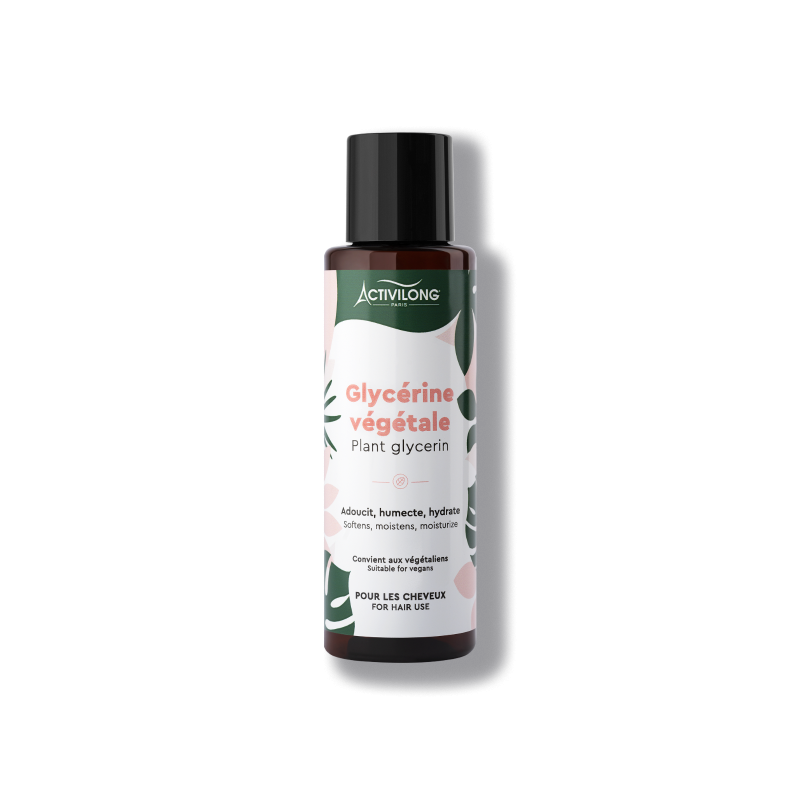 ACTIVILONG
PARIS
Glycérine
végétale
Plant glycerin
Adoucit, humecte, hydrate
Softens, moistens, moisturize
Convient aux végétaliens
Suitable for vegans
POUR LES CHEVEUX
FOR HAIR USE